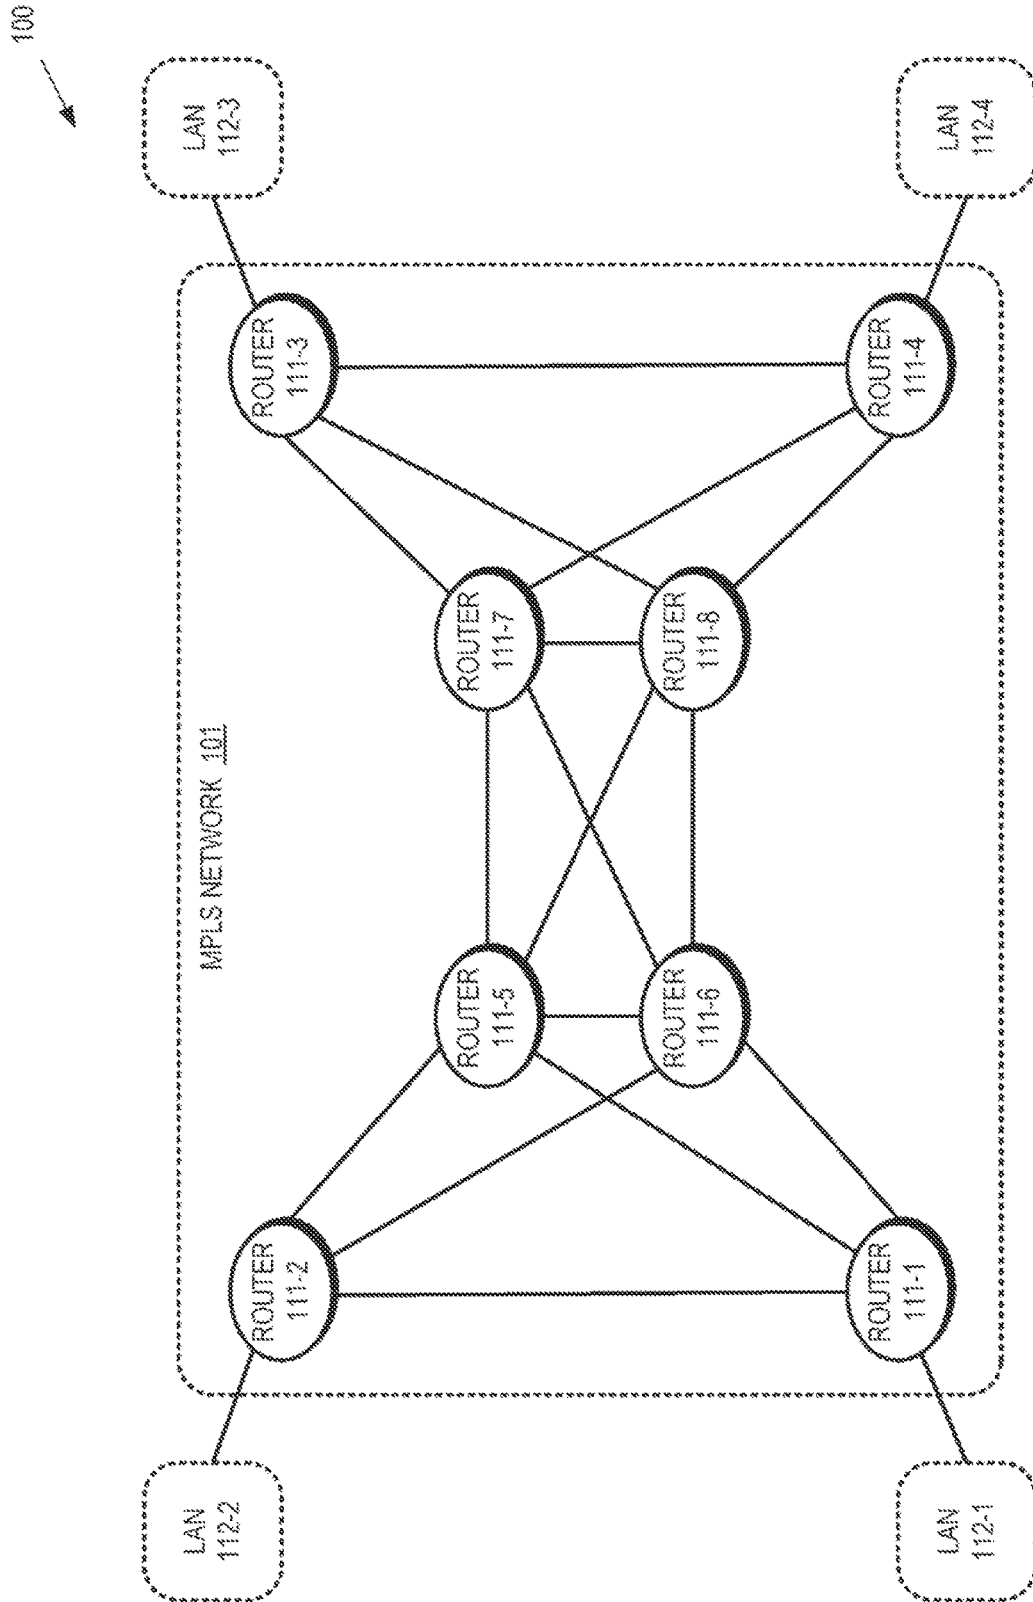 100
MPLS NETWORK 101
LAN
112-2
LAN
112-3
ROUTER
111-2
ROUTER
111-3
ROUTER
111-5
ROUTER
111-7
ROUTER
111-6
ROUTER
111-8
ROUTER
111-1
ROUTER
111-4
LAN
112-1
LAN
112-4